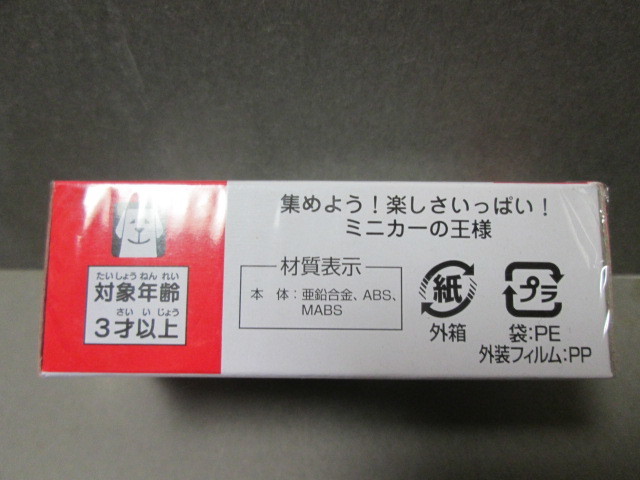 たいしょう ねん れい
対象年齢
さい い じょう
3才以上
集めよう！楽しさいっぱい！
ミニカーの王様
材質表示
本 体：亜鉛合金、ABS、
MABS
紙
外箱
プラ
袋：PE
外装フィルム：PP